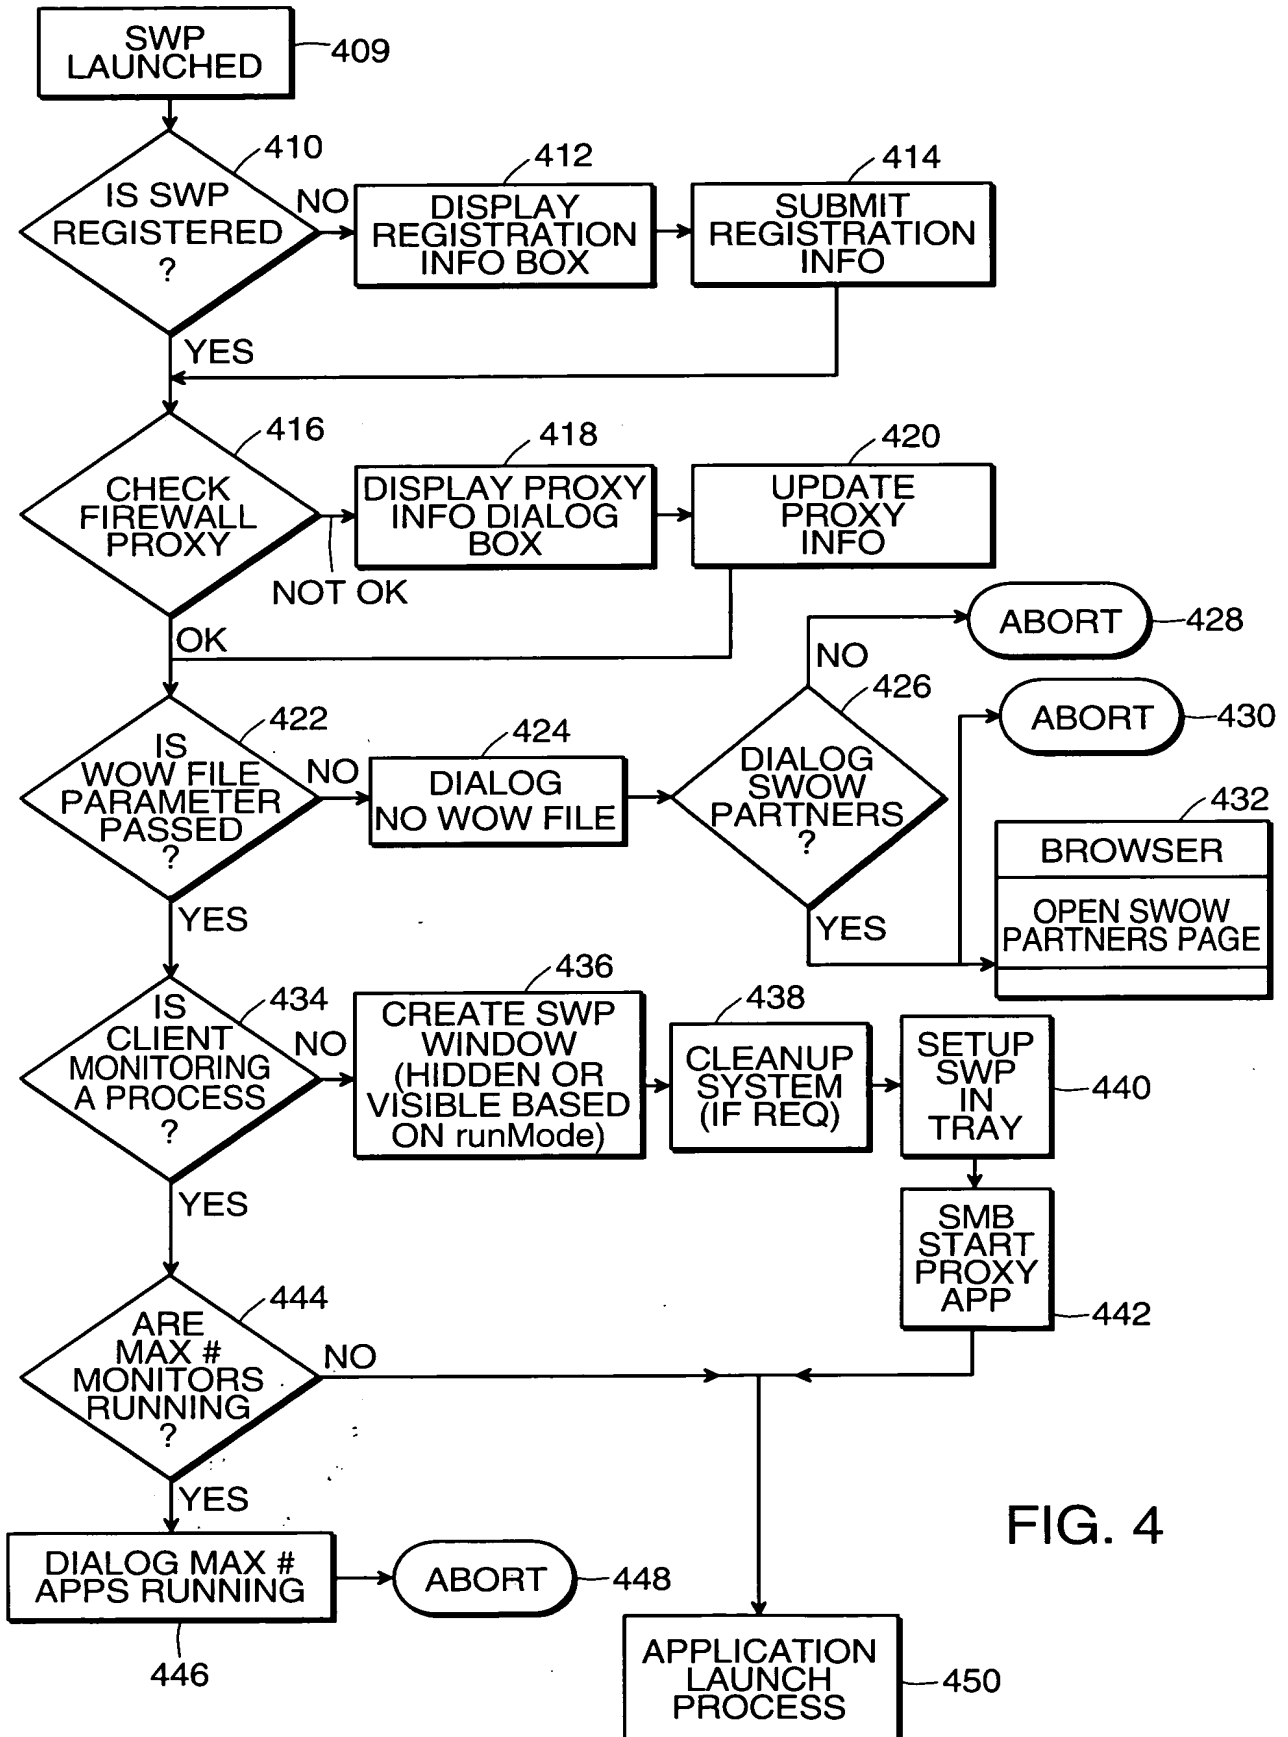 SWP
LAUNCHED
409
410
IS SWP
REGISTERED
?
NO
YES
412
DISPLAY
REGISTRATION
INFO BOX
414
SUBMIT
REGISTRATION
INFO
416
CHECK
FIREWALL
PROXY
NOT OK
OK
418
DISPLAY PROXY
INFO DIALOG
BOX
420
UPDATE
PROXY
INFO
422
IS
WOW FILE
PARAMETER
PASSED
?
NO
YES
424
DIALOG
NO WOW FILE
426
DIALOG
SWOW
PARTNERS
?
NO
YES
ABORT
428
ABORT
430
432
BROWSER
OPEN SWOW
PARTNERS PAGE
434
IS
CLIENT
MONITORING
A PROCESS
?
NO
YES
436
CREATE SWP
WINDOW
(HIDDEN OR
VISIBLE BASED
ON runMode)
438
CLEANUP
SYSTEM
(IF REQ)
SETUP
SWP
IN
TRAY
440
SMB
START
PROXY
APP
442
444
ARE
MAX #
MONITORS
RUNNING
?
NO
YES
DIALOG MAX #
APPS RUNNING
446
ABORT
448
APPLICATION
LAUNCH
PROCESS
450
FIG. 4